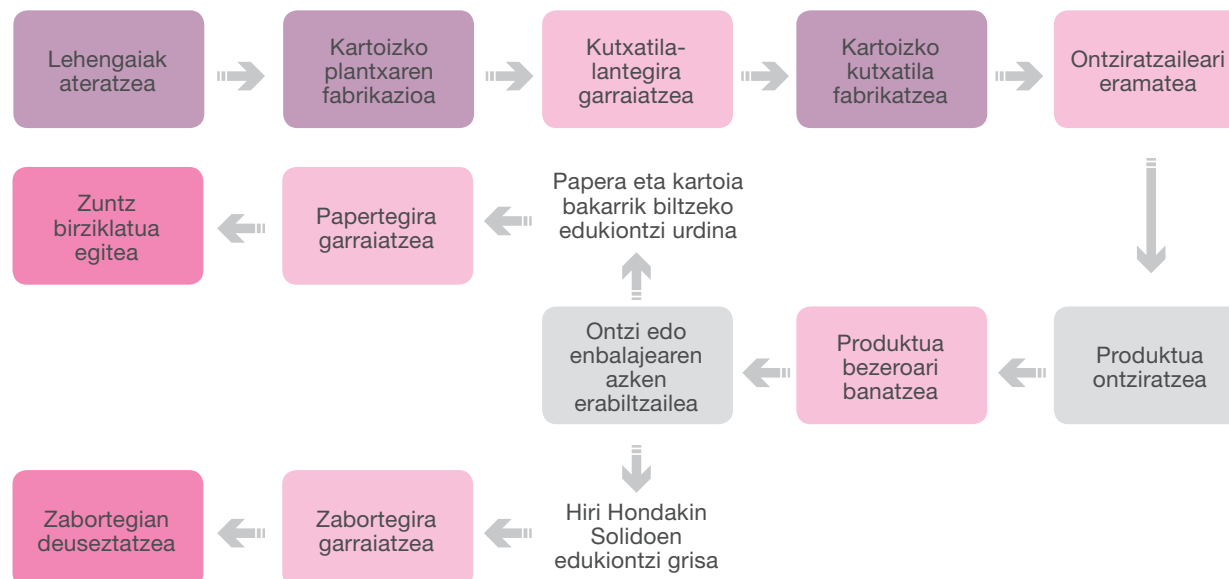 Lehengaiak
ateratzea
Kartoizko
plantxaren
fabrikazioa
Kutxatila-
lantegira
garraiatzea
Kartoizko
kutxatila
fabrikatzea
Ontziratzaileari
eramatea
Zuntz
birziklatua
egitea
Papertegira
garraiatzea
Papera eta kartoia
bakarrik biltzeko
edukiontzi urdina
Ontzi edo
enbalajearen
azken
erabiltzailea
Produktua
bezeroari
banatzea
Produktua
ontziratzea
Zabortegian
deuseztatzea
Zabortegira
garraiatzea
Hiri Hondakin
Solidoen
edukiontzi grisa